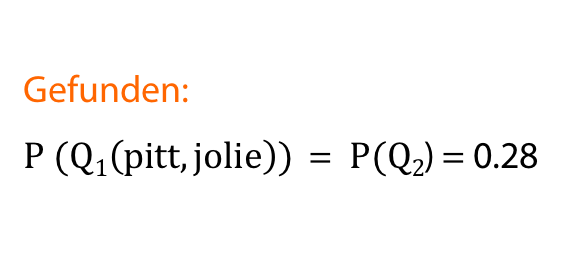 Gefunden:
P (Q₁(pitt, jolie)) = P(Q₂) = 0.28